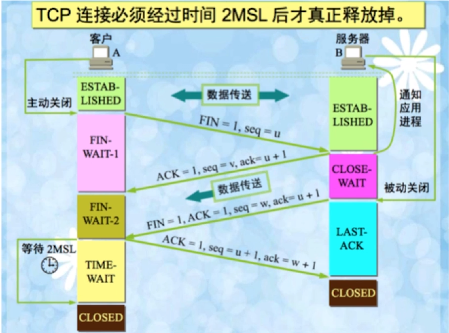 TCP 连接必须经过时间 2MSL 后才真正释放掉。
客户
A
服务器
B
主动关闭
ESTAB-
LISHED
数据传送
ESTAB-
LISHED
通知
应用
进程
FIN = 1, seq = u
FIN-
WAIT-1
ACK = 1, seq = v, ack= u + 1
CLOSE-
WAIT
数据传送
被动关闭
FIN-
WAIT-2
FIN = 1, ACK = 1, seq = w, ack= u + 1
ACK = 1, seq = u + 1, ack = w + 1
LAST-
ACK
等待 2MSL
TIME-
WAIT
CLOSED
CLOSED